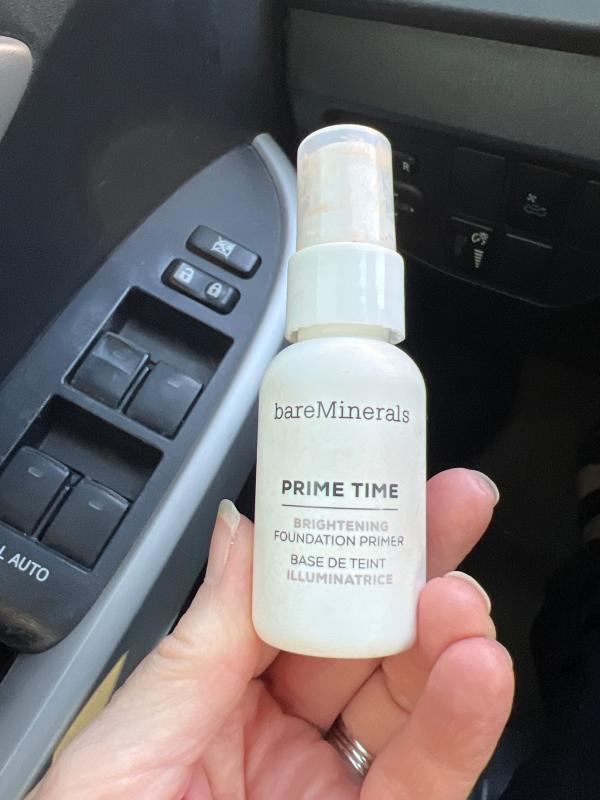 bareMinerals
PRIME TIME
BRIGHTENING
FOUNDATION PRIMER
BASE DE TEINT
ILLUMINATRICE
L AUTO
R